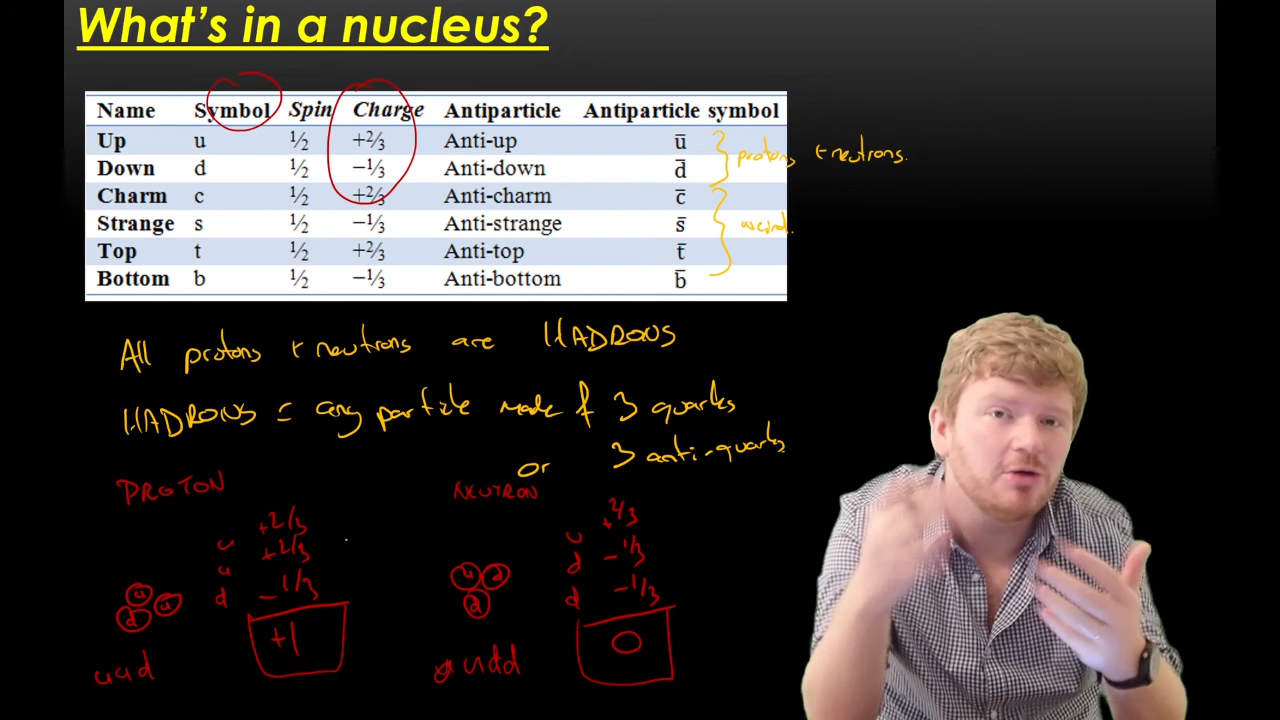 What's in a nucleus?
Name Symbol Spin Charge Antiparticle Antiparticle symbol
Up u ½ +⅔ Anti-up ū
Down d ½ −⅓ Anti-down d̄
Charm c ½ +⅔ Anti-charm c̄
Strange s ½ −⅓ Anti-strange s̄
Top t ½ +⅔ Anti-top t̄
Bottom b ½ −⅓ Anti-bottom b̄
protons + neutrons.
weird.
All protons + neutrons are HADRONS
HADRONS = any particle made of 3 quarks
or 3 anti-quarks
PROTON
u +2/3
u +2/3
d -1/3
+1
u u d
uud
NEUTRON
u +2/3
d -1/3
d -1/3
0
u d d
udd